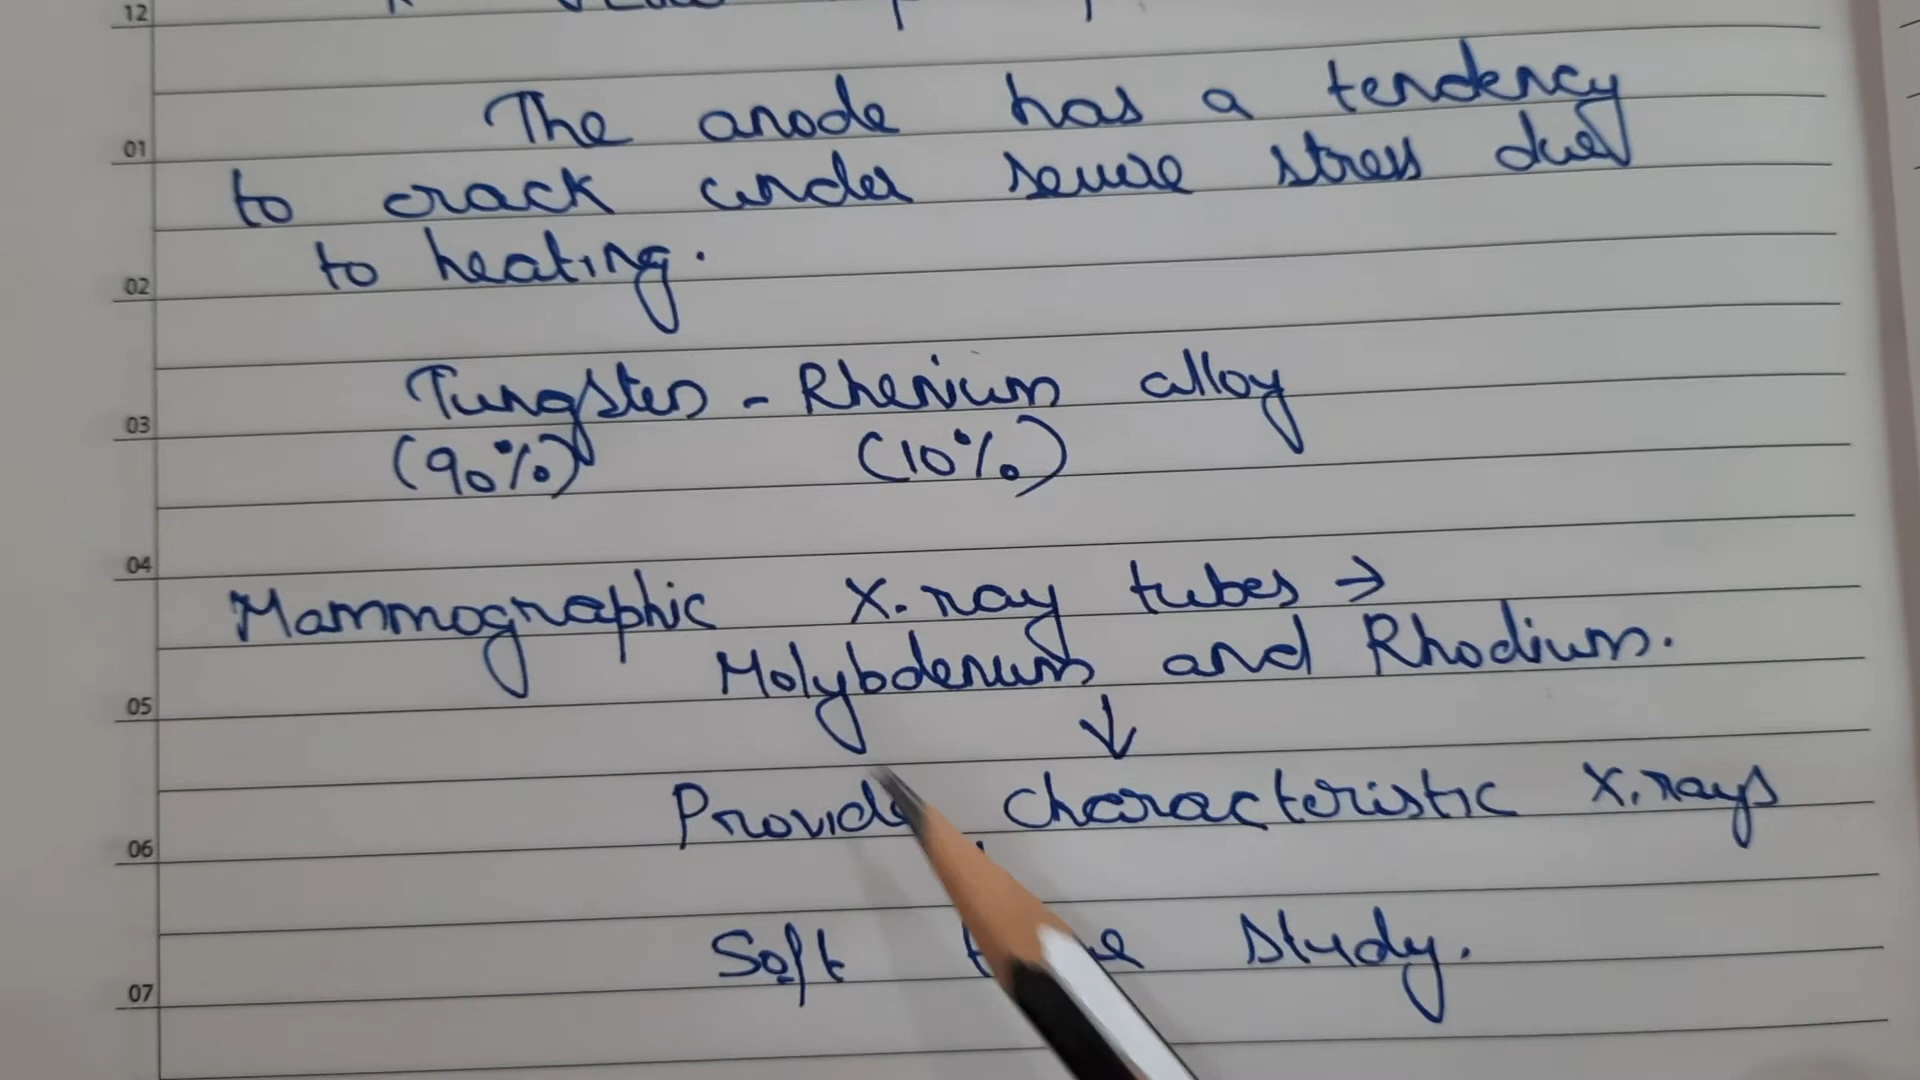 12
The anode has a tendency
01
to crack under severe stress due
to heating.
02
Tungsten - Rhenium alloy
03
(90%) (10%)
04
Mammographic X-ray tubes →
Molybdenum and Rhodium.
05
↓
Provide characteristic X.rays
06
Soft study.
07